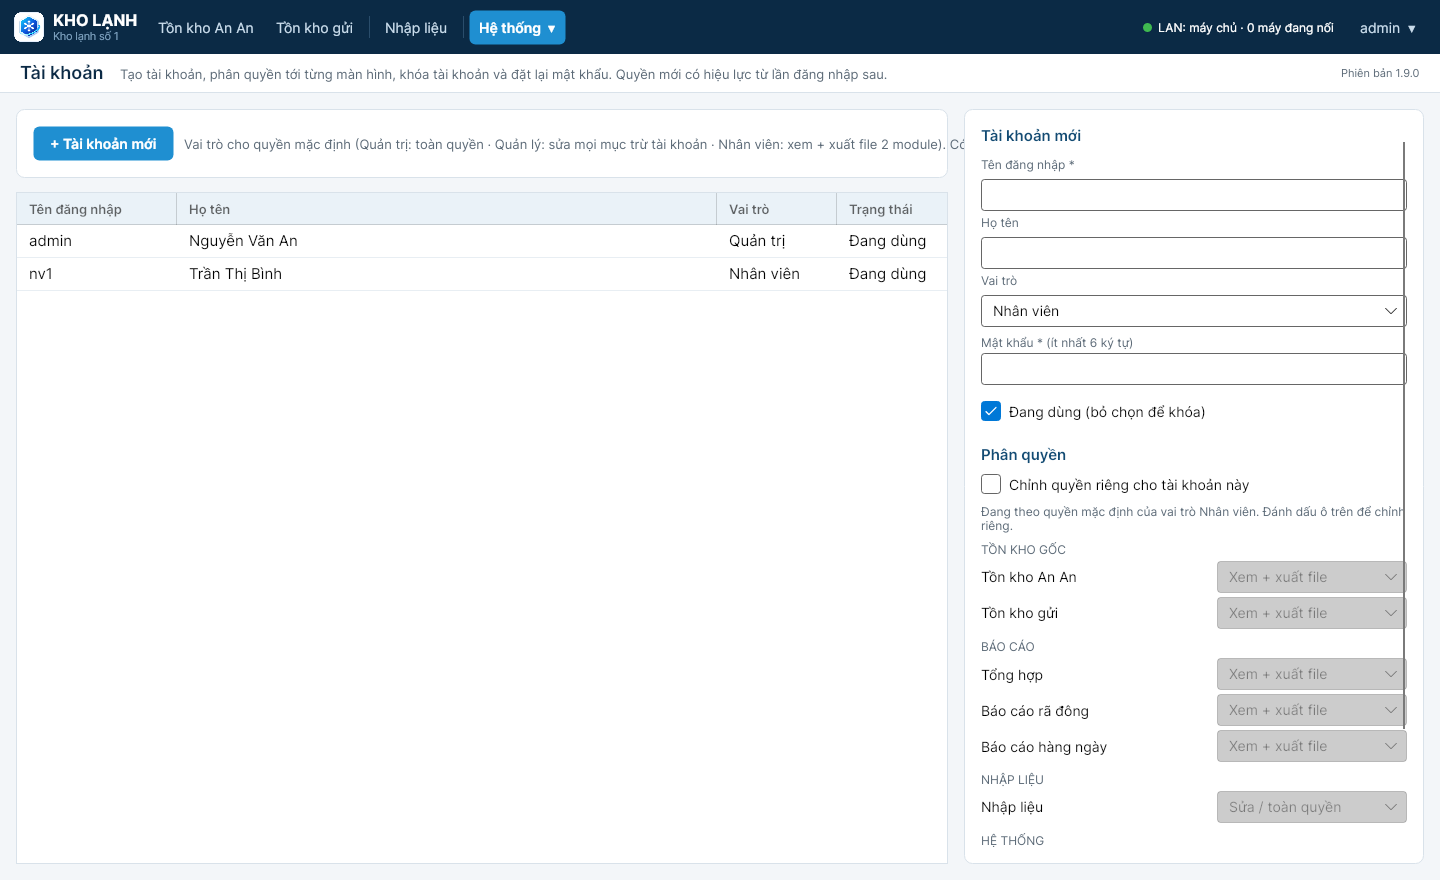 KHO LẠNH
Kho lạnh số 1
Tồn kho An An
Tồn kho gửi
Nhập liệu
Hệ thống ▾
LAN: máy chủ · 0 máy đang nối
admin ▾
Tài khoản
Tạo tài khoản, phân quyền tới từng màn hình, khóa tài khoản và đặt lại mật khẩu. Quyền mới có hiệu lực từ lần đăng nhập sau.
Phiên bản 1.9.0
+ Tài khoản mới
Vai trò cho quyền mặc định (Quản trị: toàn quyền · Quản lý: sửa mọi mục trừ tài khoản · Nhân viên: xem + xuất file 2 module).
Tên đăng nhập
Họ tên
Vai trò
Trạng thái
admin
Nguyễn Văn An
Quản trị
Đang dùng
nv1
Trần Thị Bình
Nhân viên
Đang dùng
Tài khoản mới
Tên đăng nhập *
Họ tên
Vai trò
Nhân viên
Mật khẩu * (ít nhất 6 ký tự)
Đang dùng (bỏ chọn để khóa)
Phân quyền
Chỉnh quyền riêng cho tài khoản này
Đang theo quyền mặc định của vai trò Nhân viên. Đánh dấu ô trên để chỉnh
riêng.
TỒN KHO GỐC
Tồn kho An An
Xem + xuất file
Tồn kho gửi
Xem + xuất file
BÁO CÁO
Tổng hợp
Xem + xuất file
Báo cáo rã đông
Xem + xuất file
Báo cáo hàng ngày
Xem + xuất file
NHẬP LIỆU
Nhập liệu
Sửa / toàn quyền
HỆ THỐNG